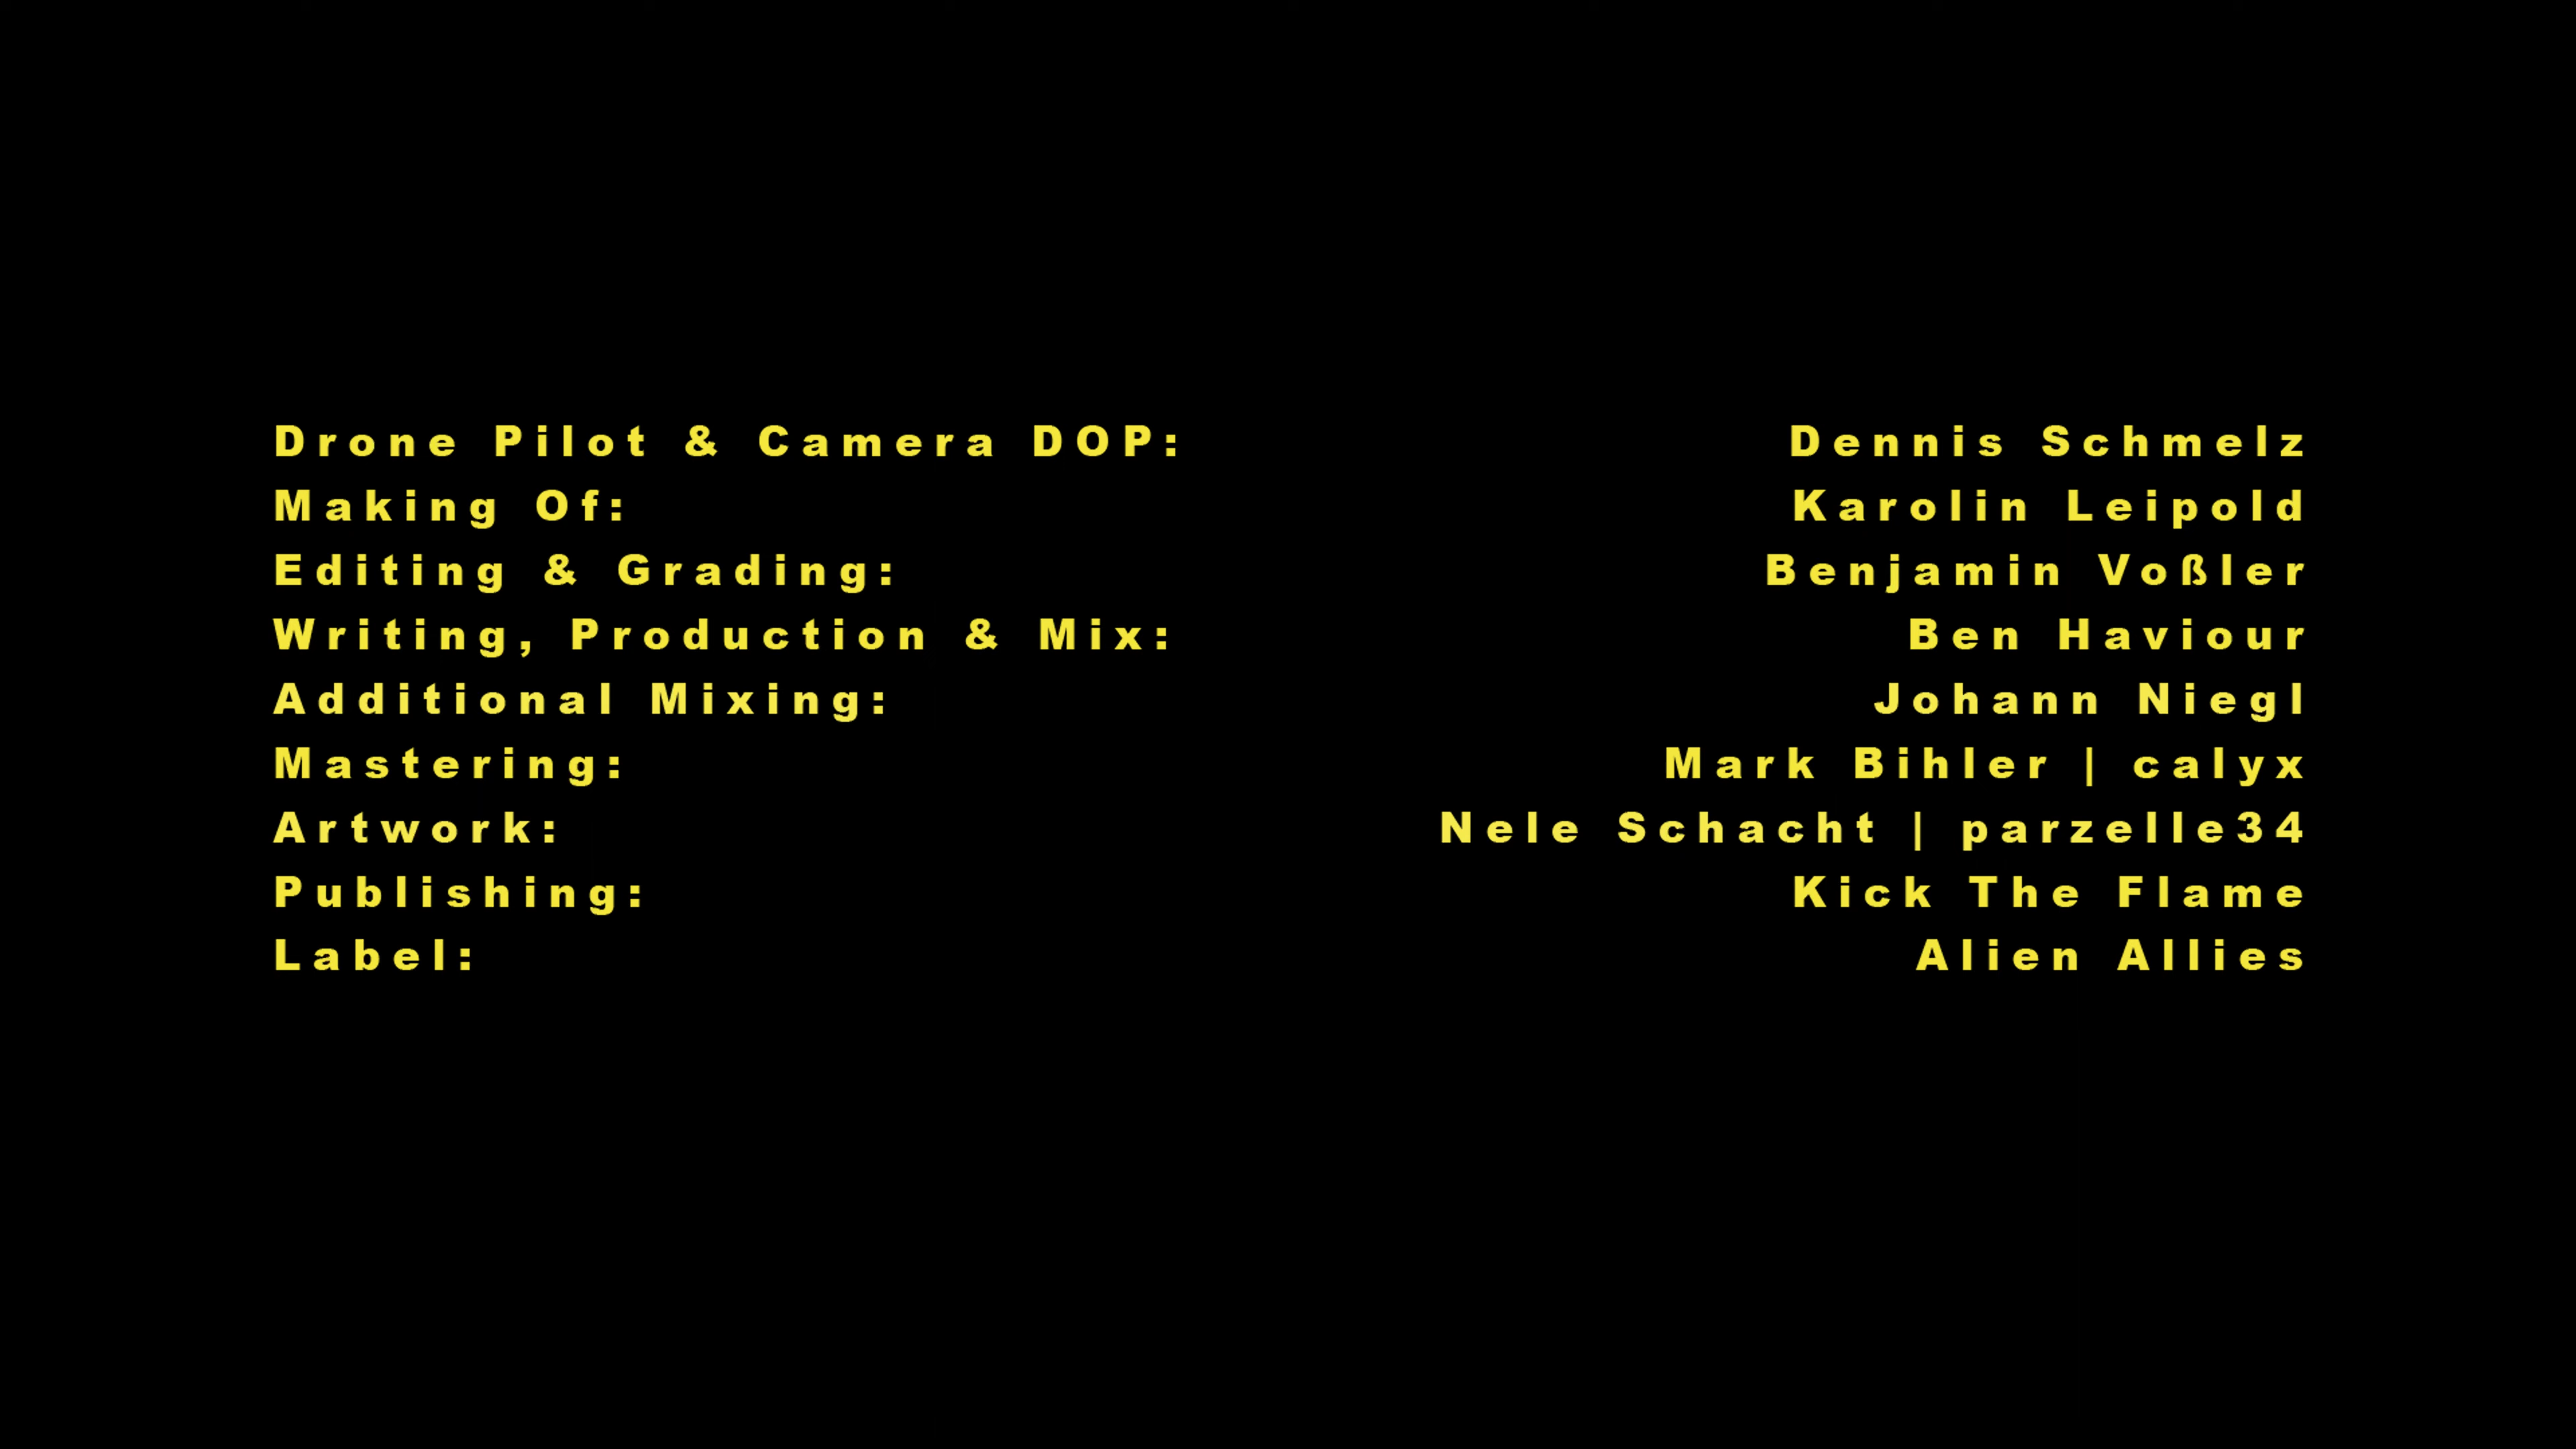 Drone Pilot & Camera DOP: Dennis Schmelz
Making Of: Karolin Leipold
Editing & Grading: Benjamin Voßler
Writing, Production & Mix: Ben Haviour
Additional Mixing: Johann Niegl
Mastering: Mark Bihler | calyx
Artwork: Nele Schacht | parzelle34
Publishing: Kick The Flame
Label: Alien Allies